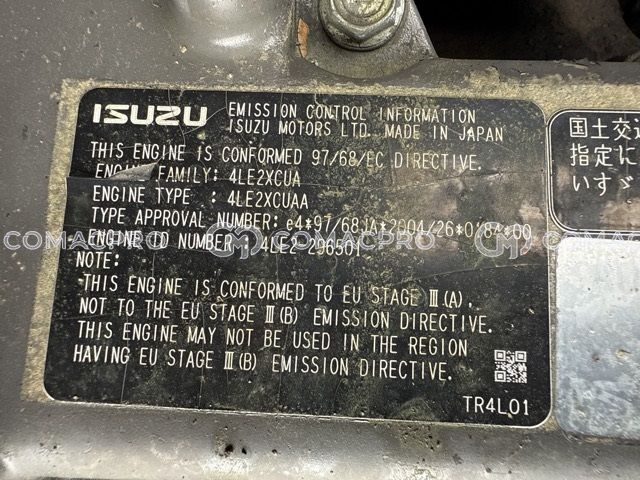 ISUZU EMISSION CONTROL INFORMATION
ISUZU MOTORS LTD. MADE IN JAPAN
THIS ENGINE IS CONFORMED 97/68/EC DIRECTIVE.
ENGINE FAMILY: 4LE2XCUA
ENGINE TYPE : 4LE2XCUAA
TYPE APPROVAL NUMBER: e4*97/68JA*2004/26*0184*00
ENGINE ID NUMBER : 4LE2-296501
NOTE:
THIS ENGINE IS CONFORMED TO EU STAGE Ⅲ(A),
NOT TO THE EU STAGE Ⅲ(B) EMISSION DIRECTIVE.
THIS ENGINE MAY NOT BE USED IN THE REGION
HAVING EU STAGE Ⅲ(B) EMISSION DIRECTIVE.
TR4L01
国土交通
指定に
いすゞ
COMACPRO COMACPRO